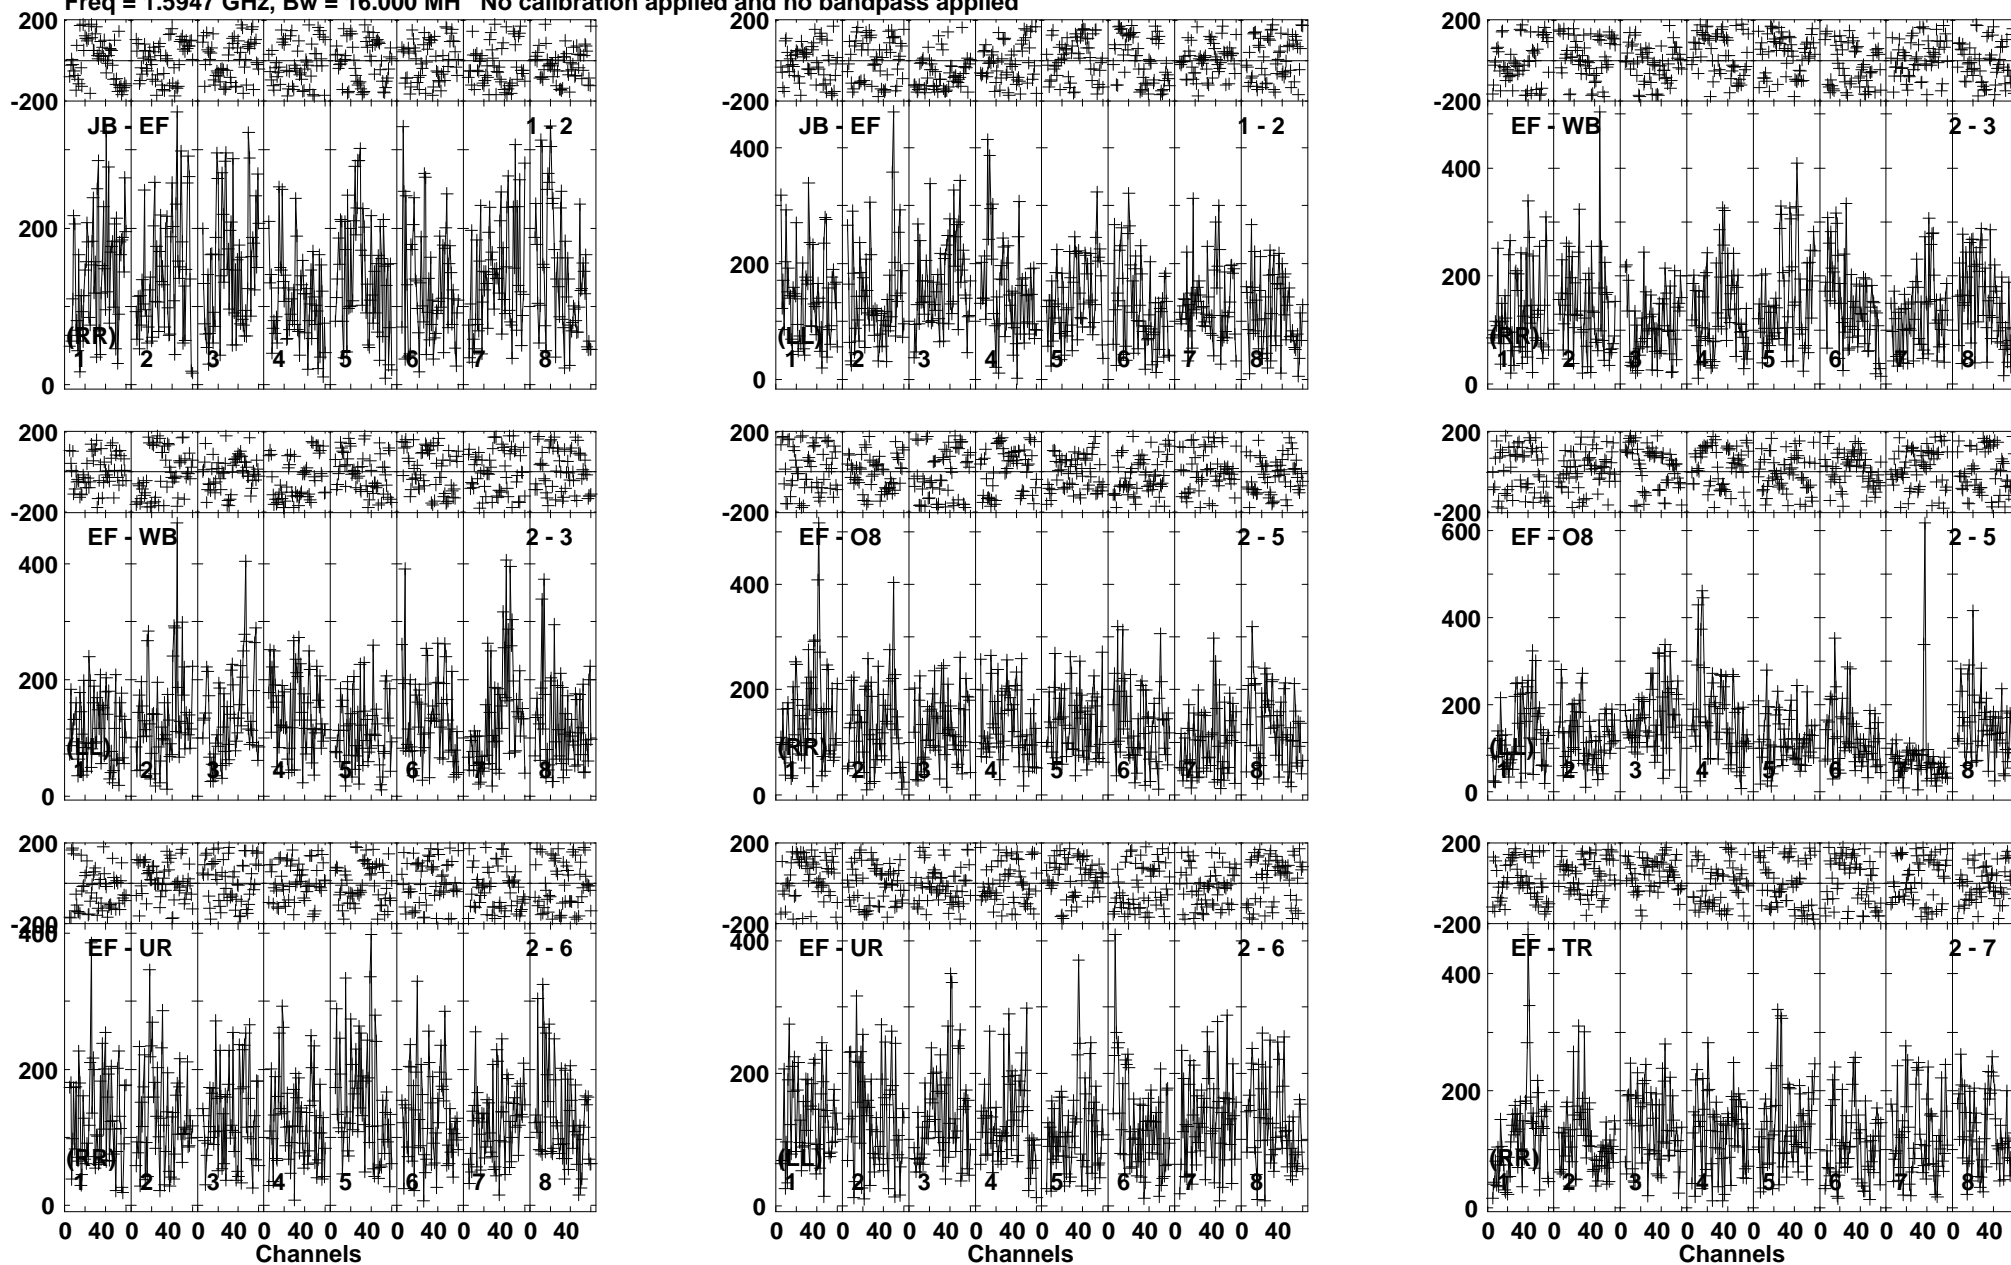 Freq = 1.5947 GHz, Bw = 16.000 MH No calibration applied and no bandpass applied
200 200 200
-200 -200 -200
JB - EF 1 - 2 JB - EF 1 - 2 EF - WB 2 - 3
400 400
200 200 200
(RR) (LL) (RR)
1 2 3 4 5 6 7 8 1 2 3 4 5 6 7 8 1 2 3 4 5 6 7 8
0 0 0
200 200 200
-200 -200 -200
EF - WB 2 - 3 EF - O8 2 - 5 EF - O8 2 - 5
600
400 400 400
200 200 200
(LL) (RR) (LL)
1 2 3 4 5 6 7 8 1 2 3 4 5 6 7 8 1 2 3 4 5 6 7 8
0 0 0
200 200 200
-200 -200 -200
400 400 400
EF - UR 2 - 6 EF - UR 2 - 6 EF - TR 2 - 7
200 200 200
(RR) (LL) (RR)
1 2 3 4 5 6 7 8 1 2 3 4 5 6 7 8 1 2 3 4 5 6 7 8
0 0 0
0 40 0 40 0 40 0 40 0 40 0 40 0 40 0 40 0 40 0 40 0 40 0 40 0 40 0 40 0 40 0 40 0 40 0 40 0 40 0 40 0 40 0 40 0 40 0 40
Channels Channels Channels